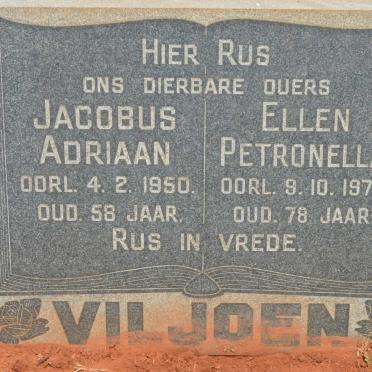 HIER RUS
ONS DIERBARE OUERS
JACOBUS ADRIAAN
OORL. 4. 2. 1950.
OUD. 58 JAAR.
ELLEN PETRONELLA
OORL. 9. 10. 197
OUD. 78 JAAR
RUS IN VREDE.
VILJOEN